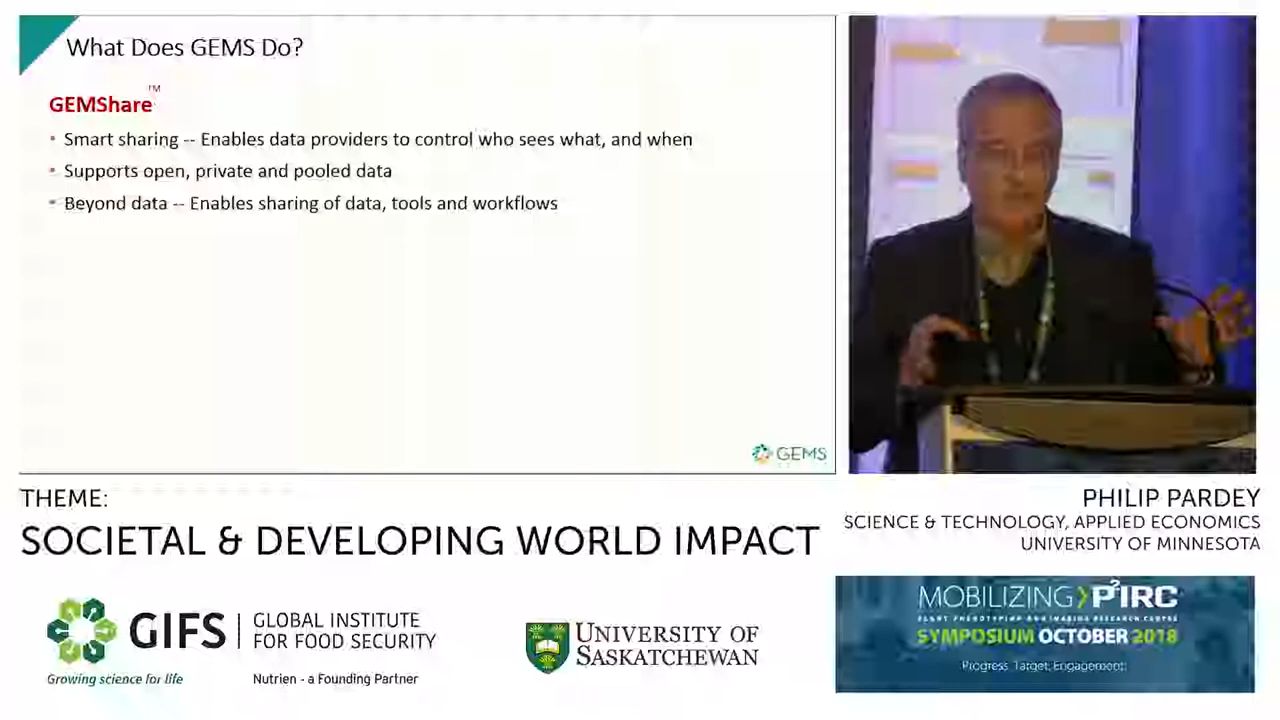 What Does GEMS Do?
GEMShare™
• Smart sharing -- Enables data providers to control who sees what, and when
• Supports open, private and pooled data
• Beyond data -- Enables sharing of data, tools and workflows
GEMS
THEME:
SOCIETAL & DEVELOPING WORLD IMPACT
PHILIP PARDEY
SCIENCE & TECHNOLOGY, APPLIED ECONOMICS
UNIVERSITY OF MINNESOTA
GIFS
GLOBAL INSTITUTE
FOR FOOD SECURITY
Growing science for life
Nutrien - a Founding Partner
UNIVERSITY OF
SASKATCHEWAN
MOBILIZING P²IRC
PLANT PHENOTYPING AND IMAGING RESEARCH CENTRE
SYMPOSIUM OCTOBER 2018
Progress. Target. Engagement.